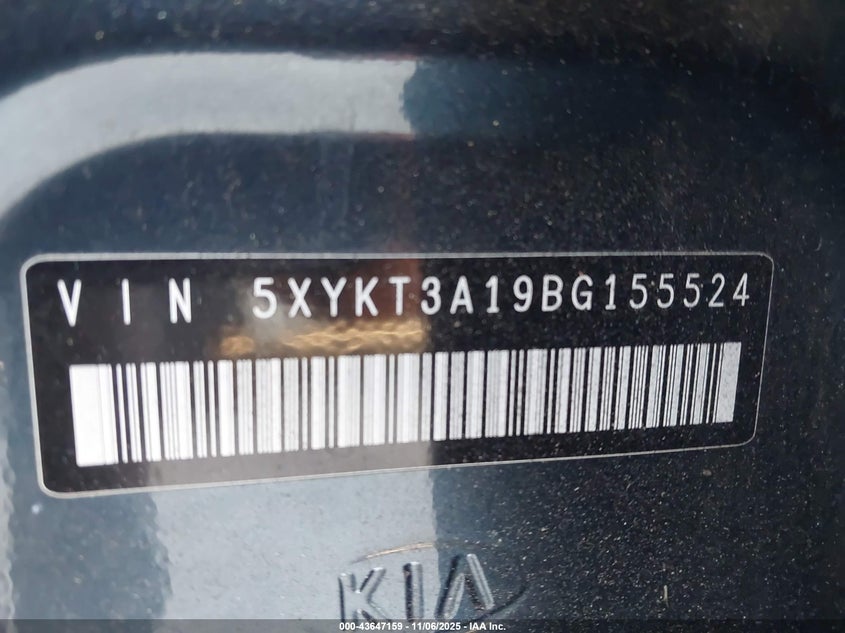 VIN 5XYKT3A19BG155524
KIA
000-43647159 - 11/06/2025 - IAA Inc.